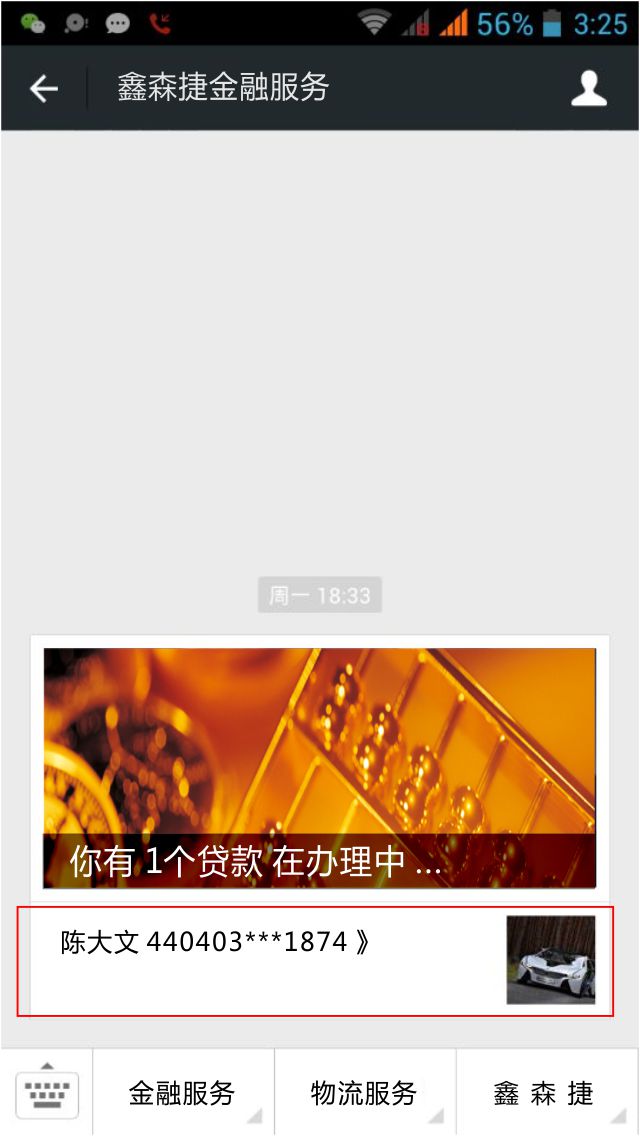 56% 3:25
鑫森捷金融服务
周一 18:33
你有 1个贷款 在办理中 ...
陈大文 440403***1874 》
金融服务 物流服务 鑫 森 捷